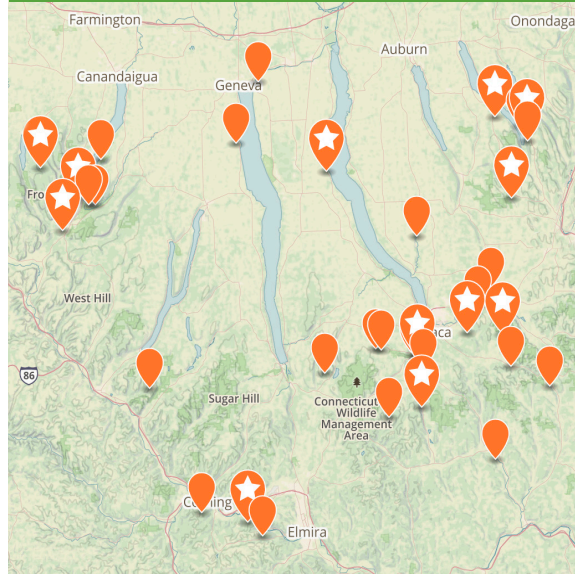 Farmington
Onondaga
Auburn
Canandaigua
Geneva
West Hill
86
Sugar Hill
Connecticut
Wildlife
Management
Area
Elmira